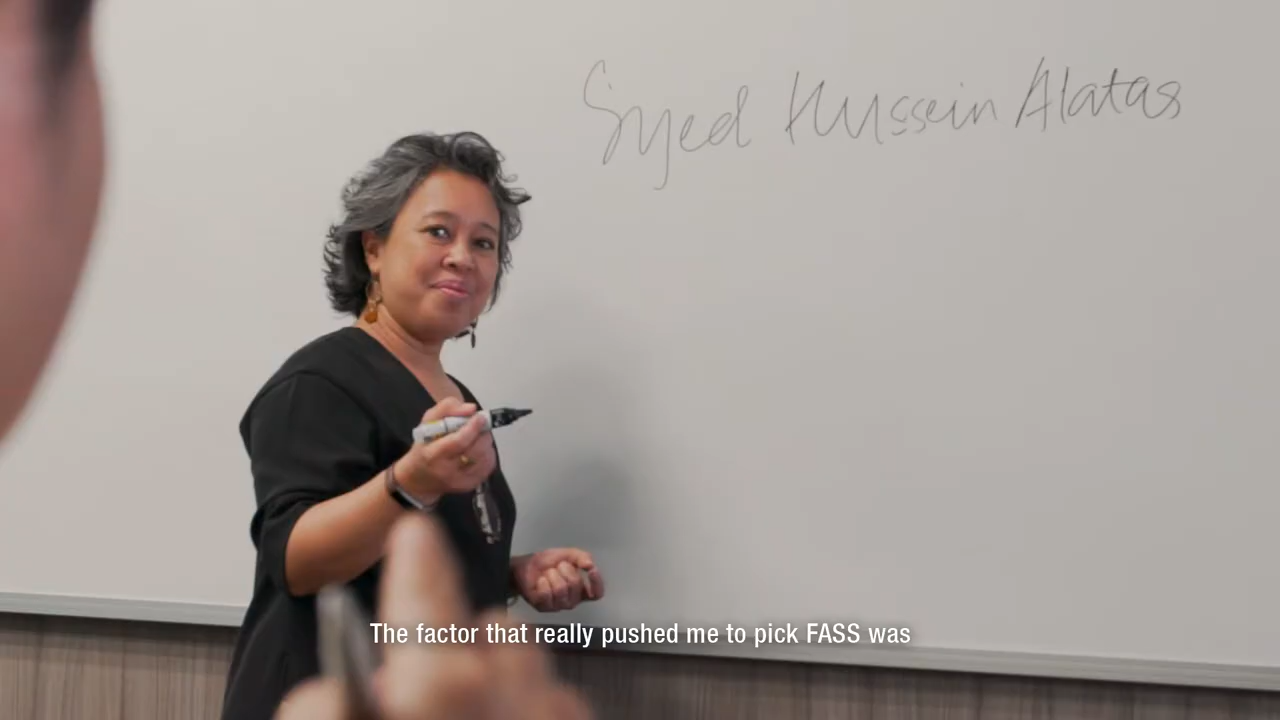 Syed Hussein Alatas
The factor that really pushed me to pick FASS was